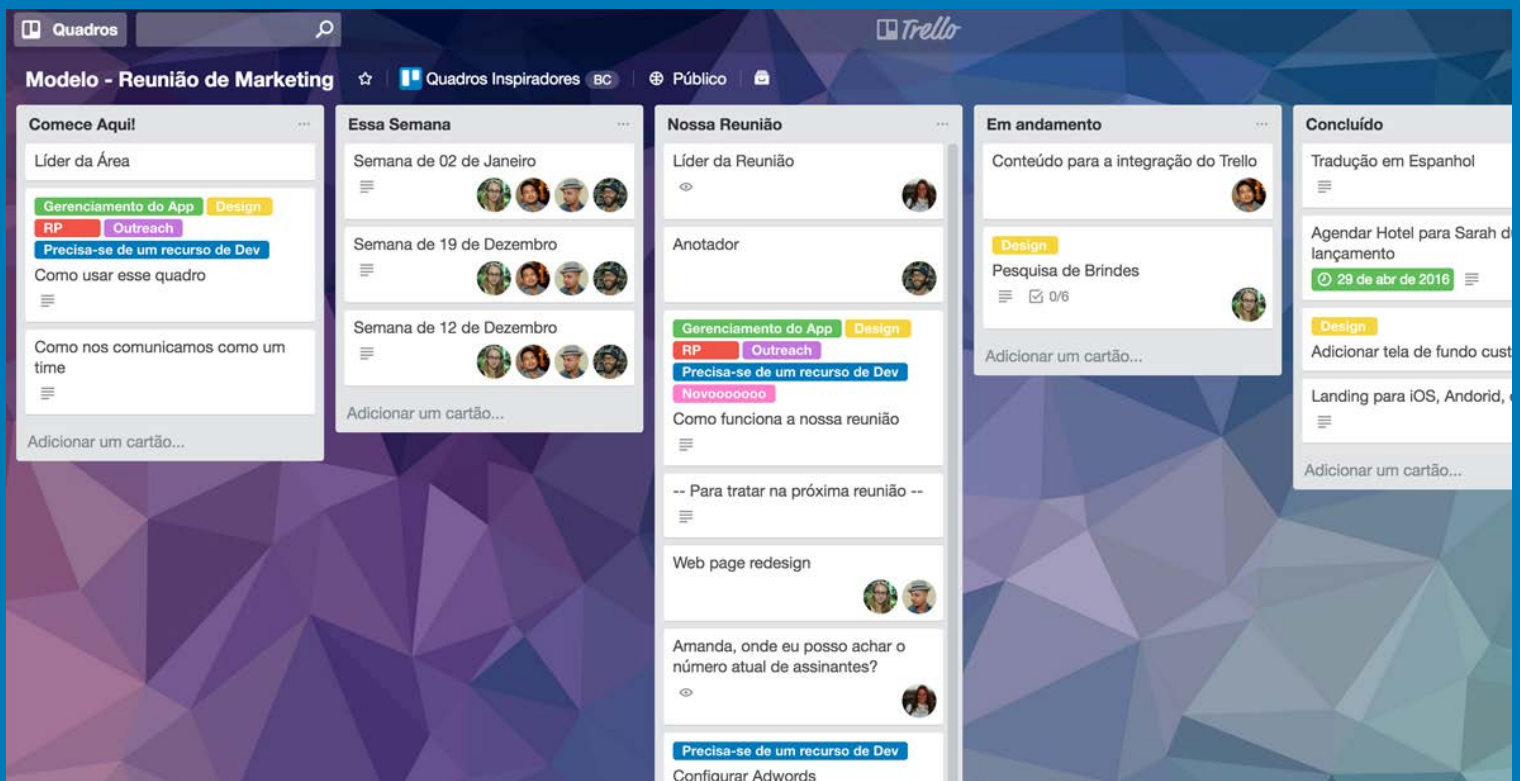 Quadros
Trello
Modelo - Reunião de Marketing
Quadros Inspiradores BC
Público
Comece Aqui!
Líder da Área
Gerenciamento do App Design
RP Outreach
Precisa-se de um recurso de Dev
Como usar esse quadro
Como nos comunicamos como um
time
Adicionar um cartão...
Essa Semana
Semana de 02 de Janeiro
Semana de 19 de Dezembro
Semana de 12 de Dezembro
Adicionar um cartão...
Nossa Reunião
Líder da Reunião
Anotador
Gerenciamento do App Design
RP Outreach
Precisa-se de um recurso de Dev
Novooooooo
Como funciona a nossa reunião
-- Para tratar na próxima reunião --
Web page redesign
Amanda, onde eu posso achar o
número atual de assinantes?
Precisa-se de um recurso de Dev
Configurar Adwords
Em andamento
Conteúdo para a integração do Trello
Design
Pesquisa de Brindes
0/6
Adicionar um cartão...
Concluído
Tradução em Espanhol
Agendar Hotel para Sarah
lançamento
29 de abr de 2016
Design
Adicionar tela de fundo
Landing para iOS, Andorid,
Adicionar um cartão...